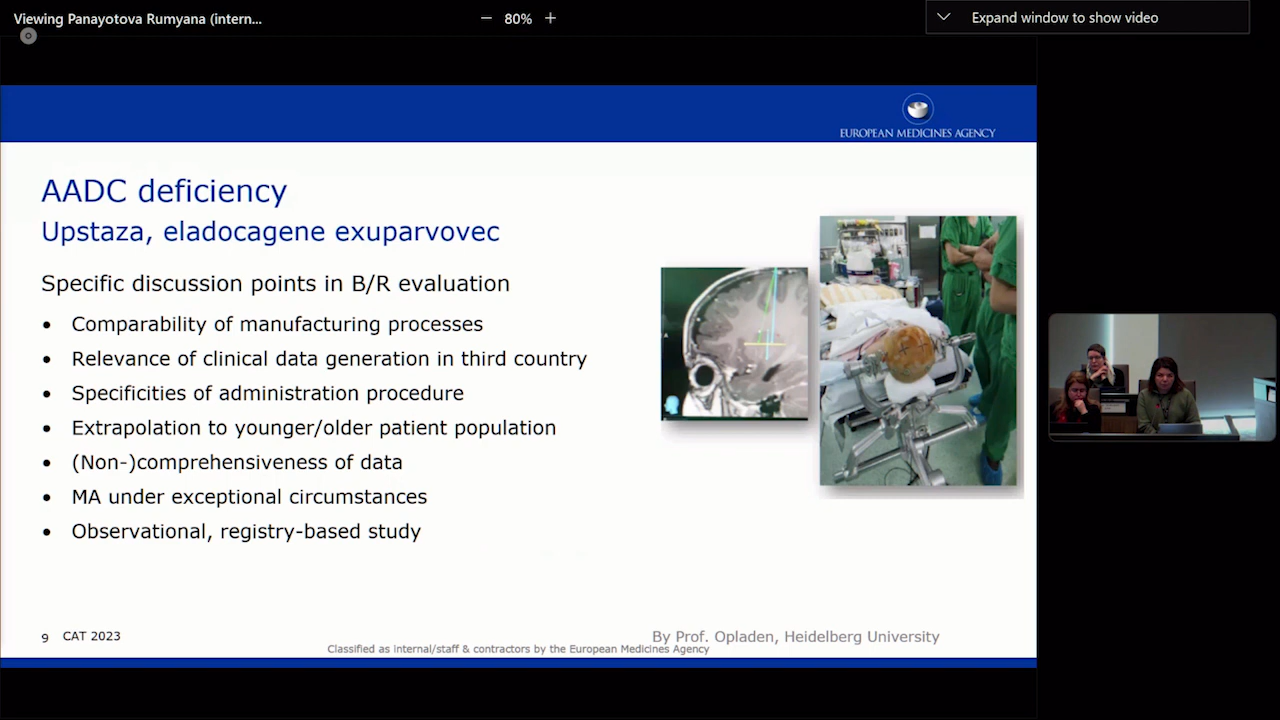 Viewing Panayotova Rumyana (intern...
80%
Expand window to show video
EUROPEAN MEDICINES AGENCY
AADC deficiency
Upstaza, eladocagene exuparvovec
Specific discussion points in B/R evaluation
• Comparability of manufacturing processes
• Relevance of clinical data generation in third country
• Specificities of administration procedure
• Extrapolation to younger/older patient population
• (Non-)comprehensiveness of data
• MA under exceptional circumstances
• Observational, registry-based study
9 CAT 2023
By Prof. Opladen, Heidelberg University
Classified as internal/staff & contractors by the European Medicines Agency